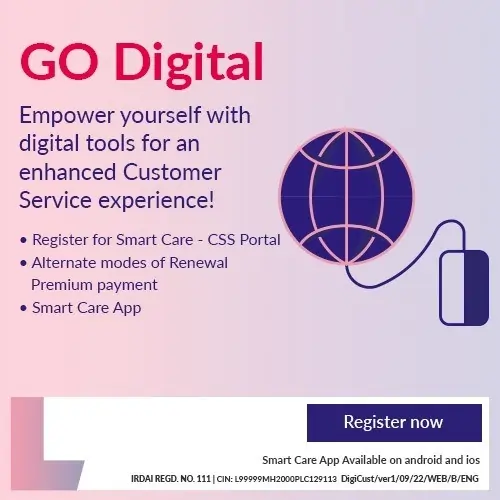 GO Digital
Empower yourself with
digital tools for an
enhanced Customer
Service experience!
• Register for Smart Care - CSS Portal
• Alternate modes of Renewal
Premium payment
• Smart Care App
Register now
Smart Care App Available on android and ios
IRDAI REGD. NO. 111 | CIN: L99999MH2000PLC129113 DigiCust/ver1/09/22/WEB/B/ENG